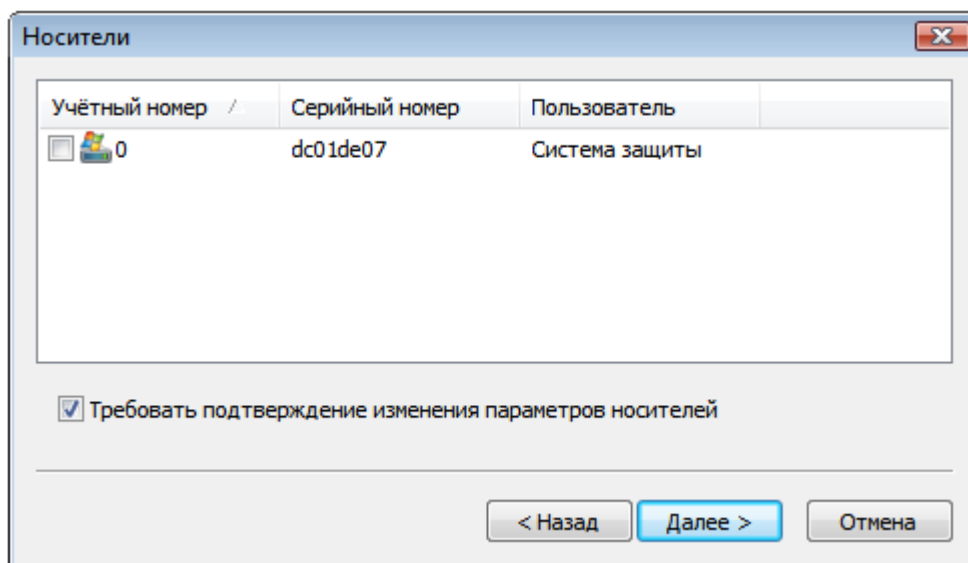 Носители
Учётный номер Серийный номер Пользователь
0 dc01de07 Система защиты
Требовать подтверждение изменения параметров носителей
< Назад Далее > Отмена